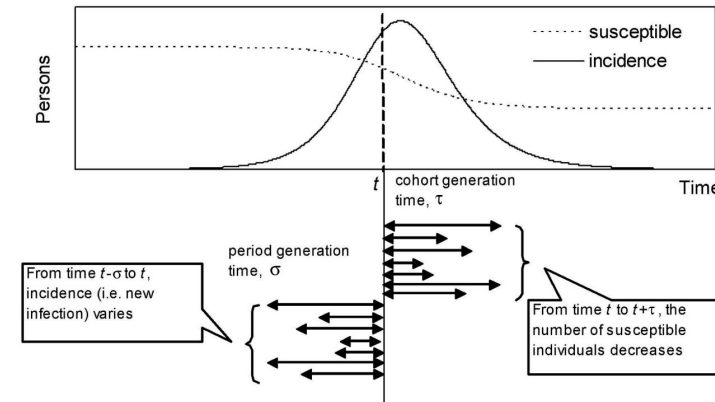 susceptible
incidence
Persons
t
Time
cohort generation
time, τ
period generation
time, σ
From time t-σ to t,
incidence (i.e. new
infection) varies
From time t to t+τ, the
number of susceptible
individuals decreases